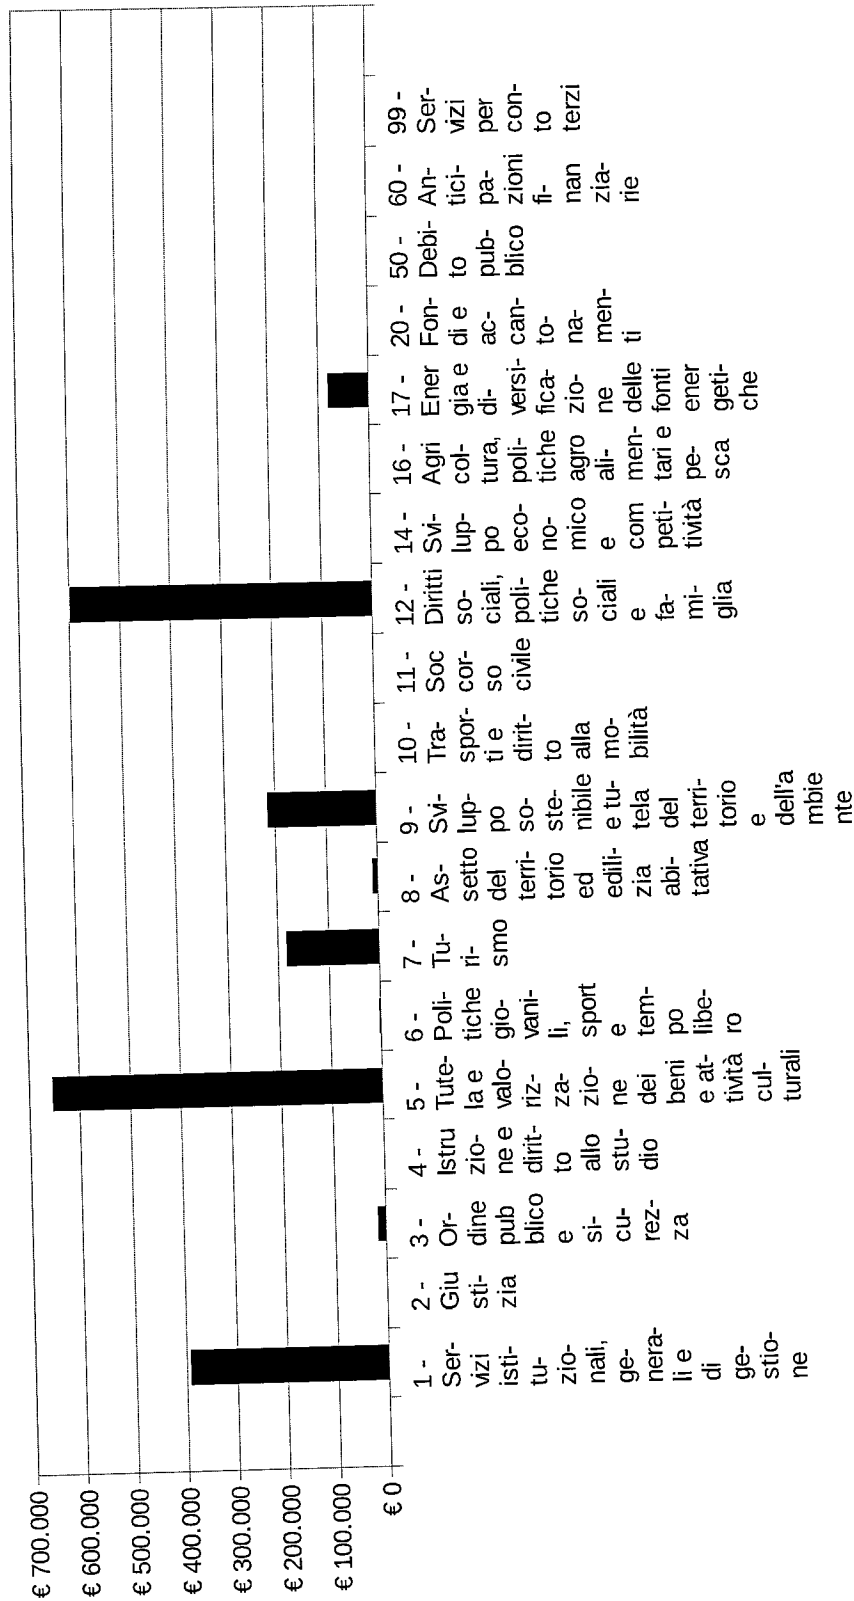 € 700.000
€ 600.000
€ 500.000
€ 400.000
€ 300.000
€ 200.000
€ 100.000
€ 0
1 -
Ser-
vizi
isti-
tu-
zio-
nali,
ge-
nera-
li e
di
ge-
stio-
ne
2 -
Giu
sti-
zia
3 -
Or-
dine
pub
blico
e
si-
cu-
rez-
za
4 -
Istru
zio-
ne e
dirit-
to
allo
stu-
dio
5 -
Tute-
la e
valo-
riz-
za-
zio-
ne
dei
beni
e at-
tività
cul-
turali
6 -
Poli-
tiche
gio-
vani-
li,
sport
e
tem-
po
libe-
ro
7 -
Tu-
ri-
smo
8 -
As-
setto
del
terri-
torio
ed
edili-
zia
abi-
tativa
9 -
Svi-
lup-
po
so-
ste-
nibile
e tu-
tela
del
terri-
torio
e
dell'a
mbie
nte
10 -
Tra-
spor-
ti e
dirit-
to
alla
mo-
bilità
11 -
Soc
cor-
so
civile
12 -
Diritti
so-
ciali,
poli-
tiche
so-
ciali
e
fa-
mi-
glia
14 -
Svi-
lup-
po
eco-
no-
mico
e
com
peti-
tività
16 -
Agri
col-
tura,
poli-
tiche
agro
ali-
men-
tari e
pe-
sca
17 -
Ener
gia e
di-
versi-
fica-
zio-
ne
delle
fonti
ener
geti-
che
20 -
Fon-
di e
ac-
can-
to-
na-
men-
ti
50 -
Debi-
to
pub-
blico
60 -
An-
tici-
pa-
zioni
fi-
nan
zia-
rie
99 -
Ser-
vizi
per
con-
to
terzi